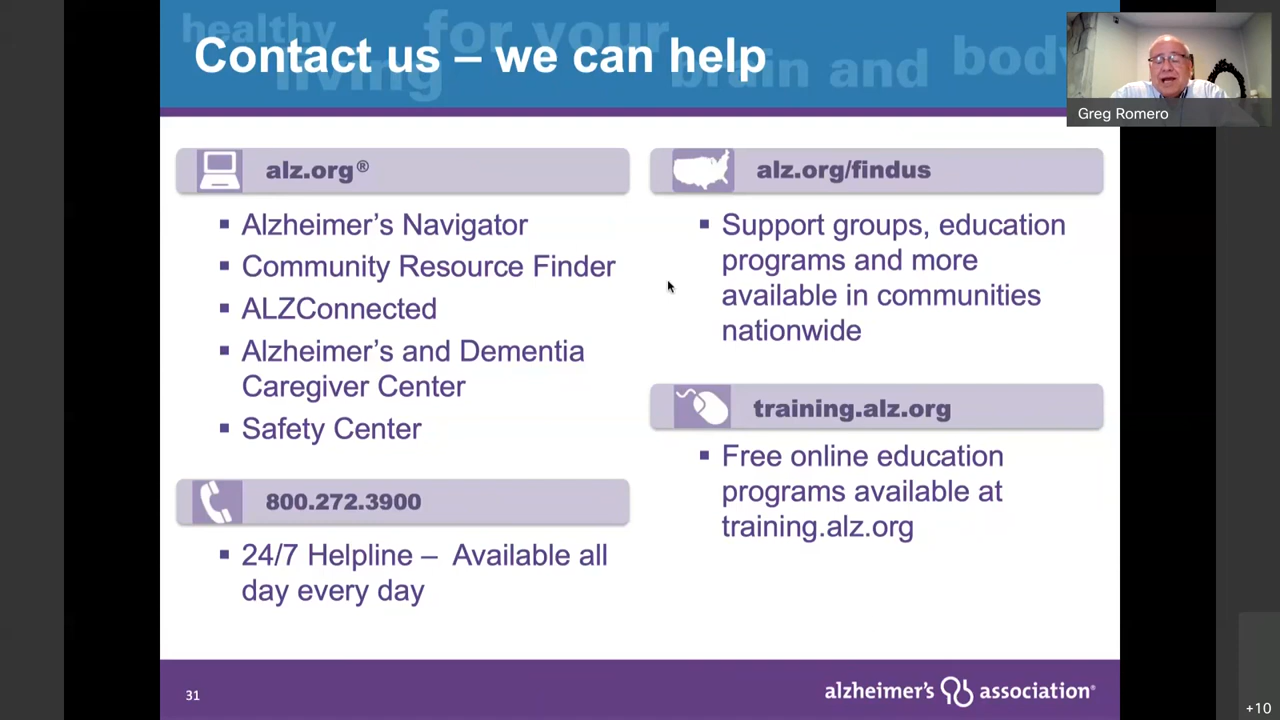 healthy
for your
living
brain and
body
Contact us – we can help
Greg Romero
alz.org®
Alzheimer's Navigator
Community Resource Finder
ALZConnected
Alzheimer's and Dementia
Caregiver Center
Safety Center
800.272.3900
24/7 Helpline – Available all
day every day
alz.org/findus
Support groups, education
programs and more
available in communities
nationwide
training.alz.org
Free online education
programs available at
training.alz.org
31
alzheimer's association®
+10